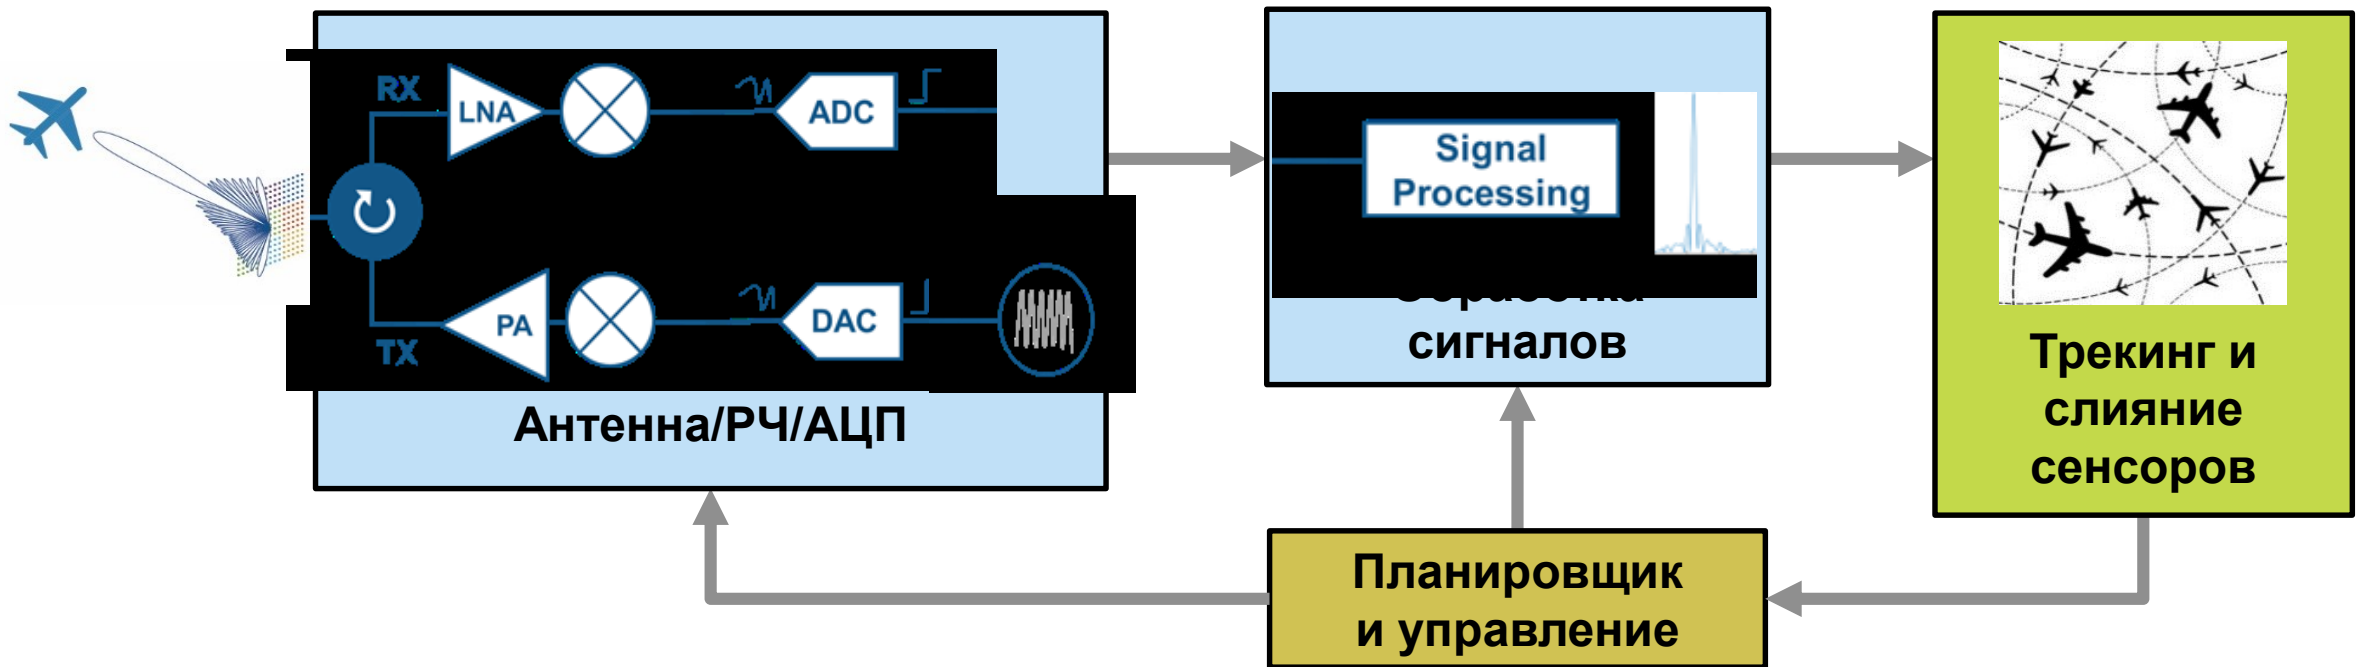 RX
LNA
ADC
PA
DAC
TX
Антенна/РЧ/АЦП
Signal
Processing
сигналов
Трекинг и
слияние
сенсоров
Планировщик
и управление